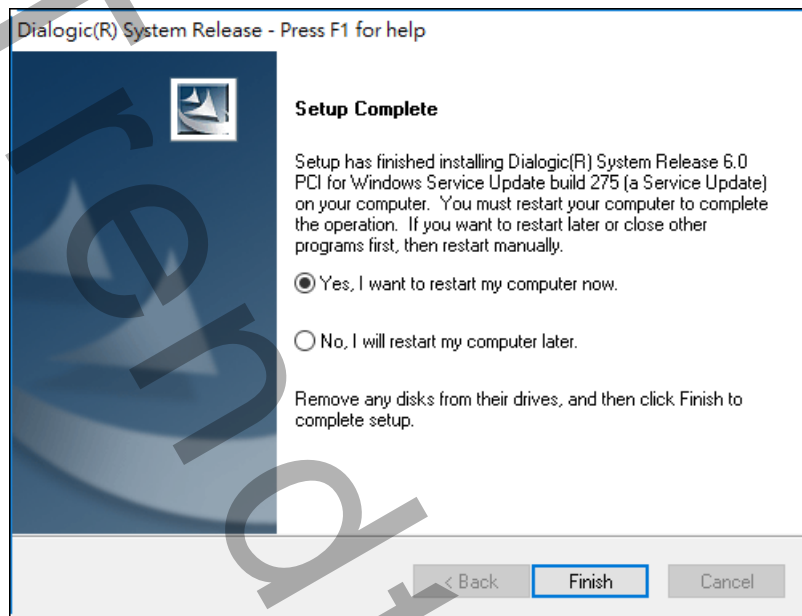 Dialogic(R) System Release - Press F1 for help
Setup Complete
Setup has finished installing Dialogic(R) System Release 6.0
PCI for Windows Service Update build 275 (a Service Update)
on your computer. You must restart your computer to complete
the operation. If you want to restart later or close other
programs first, then restart manually.
Yes, I want to restart my computer now.
No, I will restart my computer later.
Remove any disks from their drives, and then click Finish to
complete setup.
< Back Finish Cancel